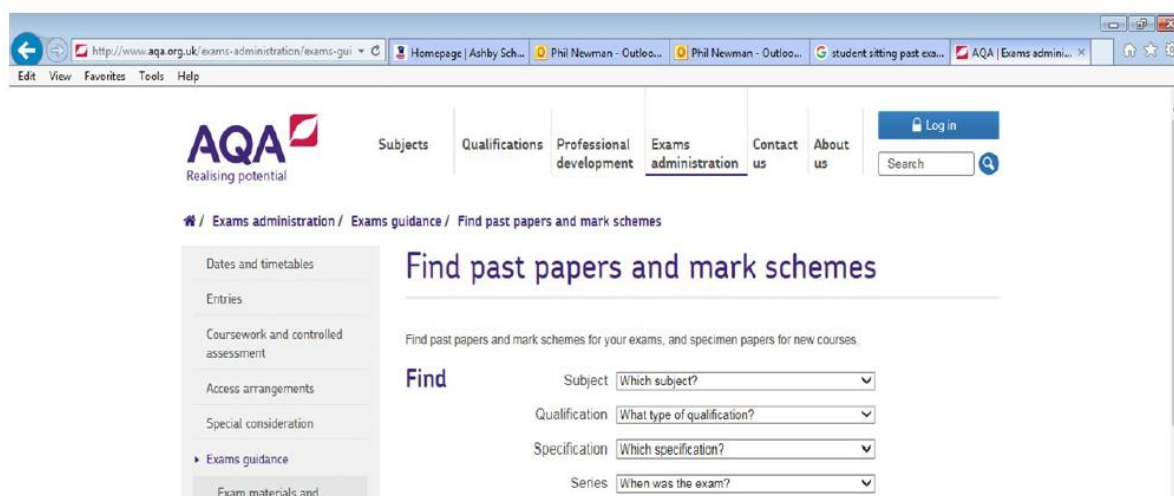 http://www.aqa.org.uk/exams-administration/exams-gui
Homepage | Ashby Sch...
Phil Newman - Outloo...
Phil Newman - Outloo...
student sitting past exa...
AQA | Exams admini...
Edit View Favorites Tools Help
AQA
Realising potential
Subjects
Qualifications
Professional development
Exams administration
Contact us
About us
Log in
Search
/ Exams administration / Exams guidance / Find past papers and mark schemes
Dates and timetables
Entries
Coursework and controlled
assessment
Access arrangements
Special consideration
Exams guidance
Exam materials and
Find past papers and mark schemes
Find past papers and mark schemes for your exams, and specimen papers for new courses.
Find
Subject Which subject?
Qualification What type of qualification?
Specification Which specification?
Series When was the exam?